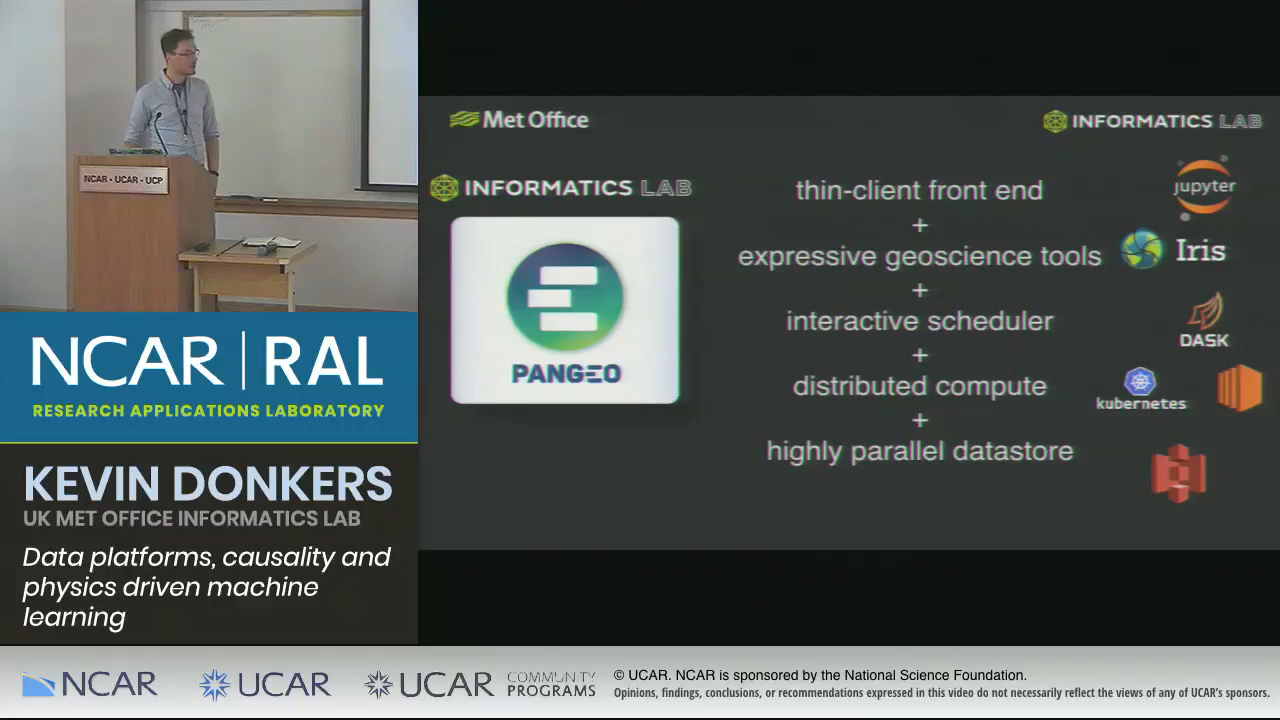 NCAR - UCAR - UCP
NCAR | RAL
RESEARCH APPLICATIONS LABORATORY
KEVIN DONKERS
UK MET OFFICE INFORMATICS LAB
Data platforms, causality and
physics driven machine
learning
Met Office
INFORMATICS LAB
INFORMATICS LAB
PANGEO
thin-client front end
+
expressive geoscience tools
+
interactive scheduler
+
distributed compute
+
highly parallel datastore
jupyter
Iris
DASK
kubernetes
NCAR
UCAR
UCAR
COMMUNITY
PROGRAMS
© UCAR. NCAR is sponsored by the National Science Foundation.
Opinions, findings, conclusions, or recommendations expressed in this video do not necessarily reflect the views of any of UCAR's sponsors.